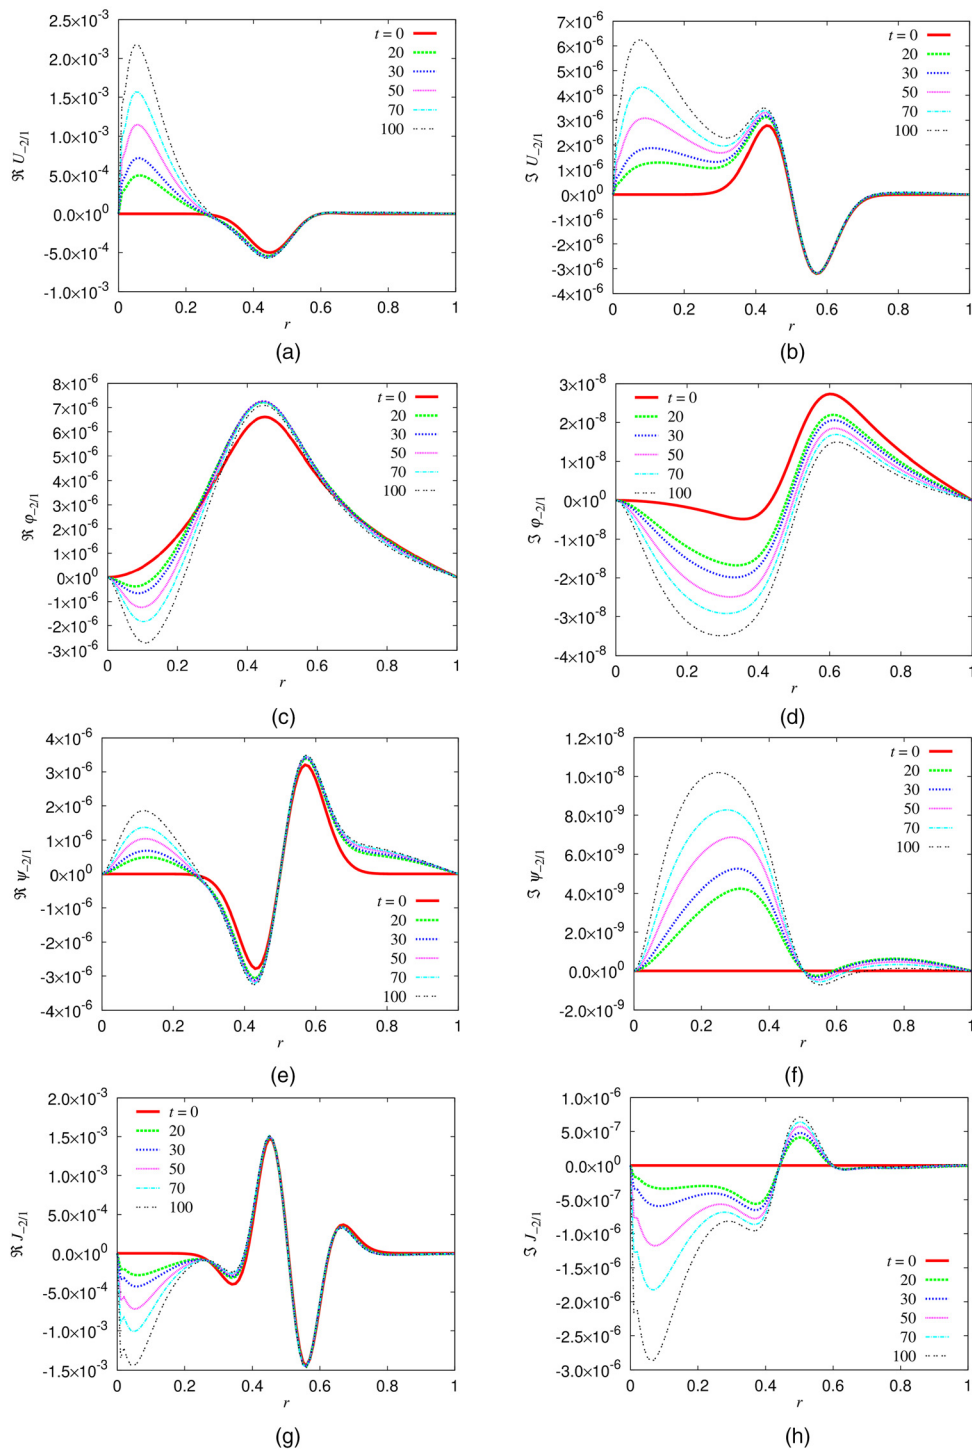 2.5×10⁻³
2.0×10⁻³
1.5×10⁻³
1.0×10⁻³
5.0×10⁻⁴
0.0×10⁰
-5.0×10⁻⁴
-1.0×10⁻³
ℜ U₋₂/₁
t = 0
20
30
50
70
100
0 0.2 0.4 0.6 0.8 1
r
(a)
7×10⁻⁶
6×10⁻⁶
5×10⁻⁶
4×10⁻⁶
3×10⁻⁶
2×10⁻⁶
1×10⁻⁶
0×10⁰
-1×10⁻⁶
-2×10⁻⁶
-3×10⁻⁶
-4×10⁻⁶
ℑ U₋₂/₁
t = 0
20
30
50
70
100
0 0.2 0.4 0.6 0.8 1
r
(b)
8×10⁻⁶
7×10⁻⁶
6×10⁻⁶
5×10⁻⁶
4×10⁻⁶
3×10⁻⁶
2×10⁻⁶
1×10⁻⁶
0×10⁰
-1×10⁻⁶
-2×10⁻⁶
-3×10⁻⁶
ℜ φ₋₂/₁
t = 0
20
30
50
70
100
0 0.2 0.4 0.6 0.8 1
r
(c)
3×10⁻⁸
2×10⁻⁸
1×10⁻⁸
0×10⁰
-1×10⁻⁸
-2×10⁻⁸
-3×10⁻⁸
-4×10⁻⁸
ℑ φ₋₂/₁
t = 0
20
30
50
70
100
0 0.2 0.4 0.6 0.8 1
r
(d)
4×10⁻⁶
3×10⁻⁶
2×10⁻⁶
1×10⁻⁶
0×10⁰
-1×10⁻⁶
-2×10⁻⁶
-3×10⁻⁶
-4×10⁻⁶
ℜ ψ₋₂/₁
t = 0
20
30
50
70
100
0 0.2 0.4 0.6 0.8 1
r
(e)
1.2×10⁻⁸
1.0×10⁻⁸
8.0×10⁻⁹
6.0×10⁻⁹
4.0×10⁻⁹
2.0×10⁻⁹
0.0×10⁰
-2.0×10⁻⁹
ℑ ψ₋₂/₁
t = 0
20
30
50
70
100
0 0.2 0.4 0.6 0.8 1
r
(f)
2.0×10⁻³
1.5×10⁻³
1.0×10⁻³
5.0×10⁻⁴
0.0×10⁰
-5.0×10⁻⁴
-1.0×10⁻³
-1.5×10⁻³
ℜ J₋₂/₁
t = 0
20
30
50
70
100
0 0.2 0.4 0.6 0.8 1
r
(g)
1.0×10⁻⁶
5.0×10⁻⁷
0.0×10⁰
-5.0×10⁻⁷
-1.0×10⁻⁶
-1.5×10⁻⁶
-2.0×10⁻⁶
-2.5×10⁻⁶
-3.0×10⁻⁶
ℑ J₋₂/₁
t = 0
20
30
50
70
100
0 0.2 0.4 0.6 0.8 1
r
(h)